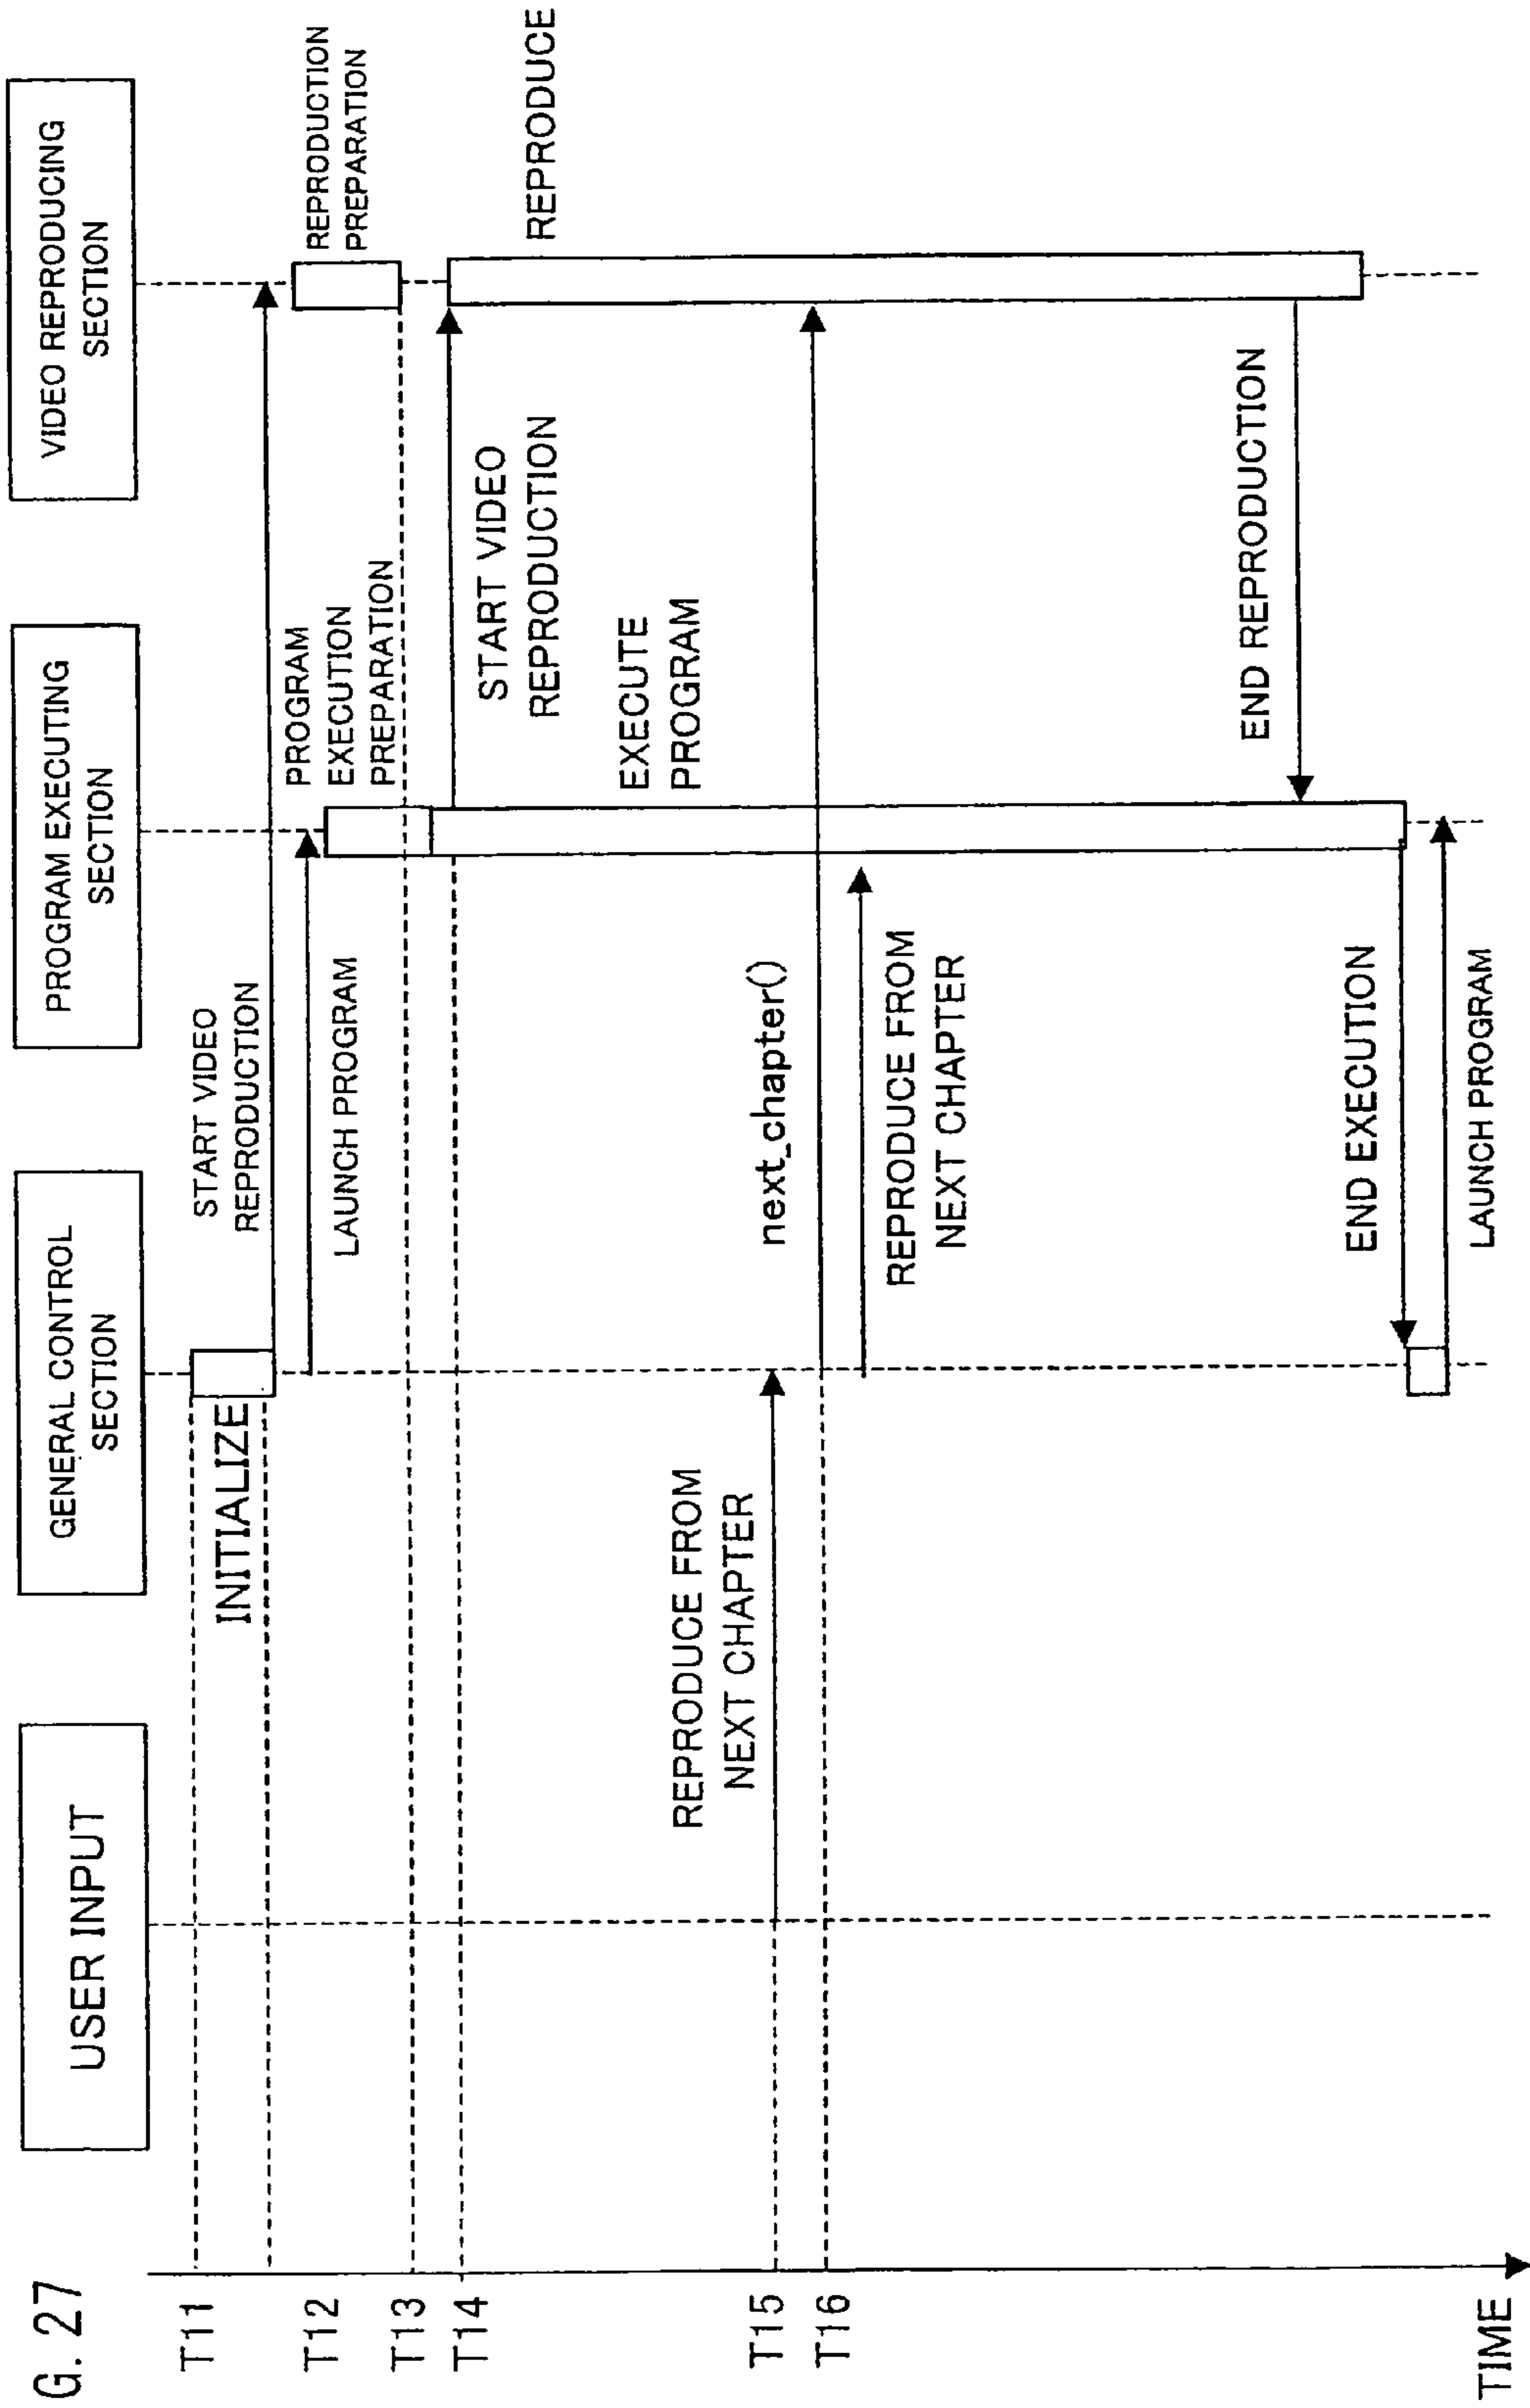 G. 27
USER INPUT
GENERAL CONTROL
SECTION
PROGRAM EXECUTING
SECTION
VIDEO REPRODUCING
SECTION
T11
INITIALIZE
START VIDEO
REPRODUCTION
T12
LAUNCH PROGRAM
PROGRAM
EXECUTION
PREPARATION
REPRODUCTION
PREPARATION
T13
T14
START VIDEO
REPRODUCTION
REPRODUCE
EXECUTE
PROGRAM
T15
REPRODUCE FROM
NEXT CHAPTER
T16
next_chapter()
REPRODUCE FROM
NEXT CHAPTER
END REPRODUCTION
END EXECUTION
LAUNCH PROGRAM
TIME